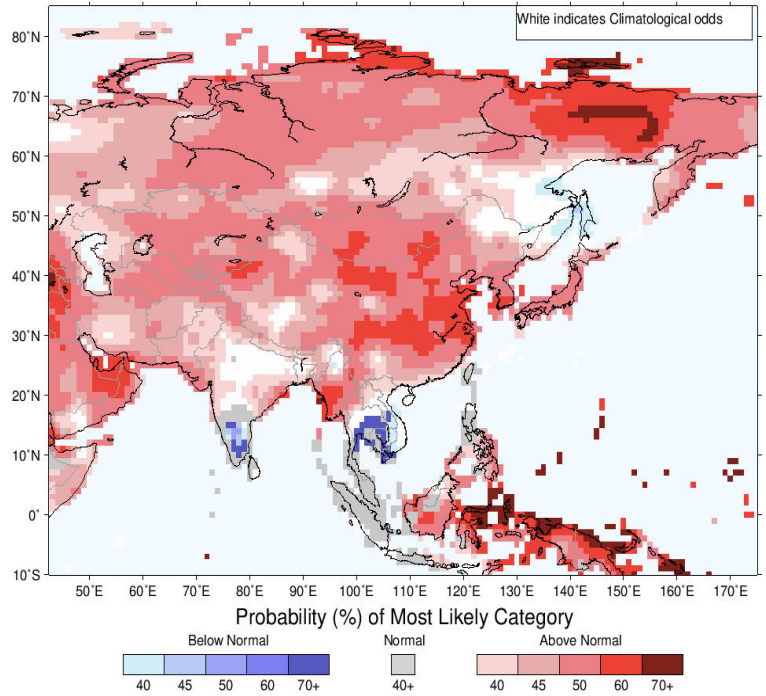 White indicates Climatological odds
80°N
70°N
60°N
50°N
40°N
30°N
20°N
10°N
0°
10°S
50°E 60°E 70°E 80°E 90°E 100°E 110°E 120°E 130°E 140°E 150°E 160°E 170°E
Probability (%) of Most Likely Category
Below Normal Normal Above Normal
40 45 50 60 70+ 40+ 40 45 50 60 70+